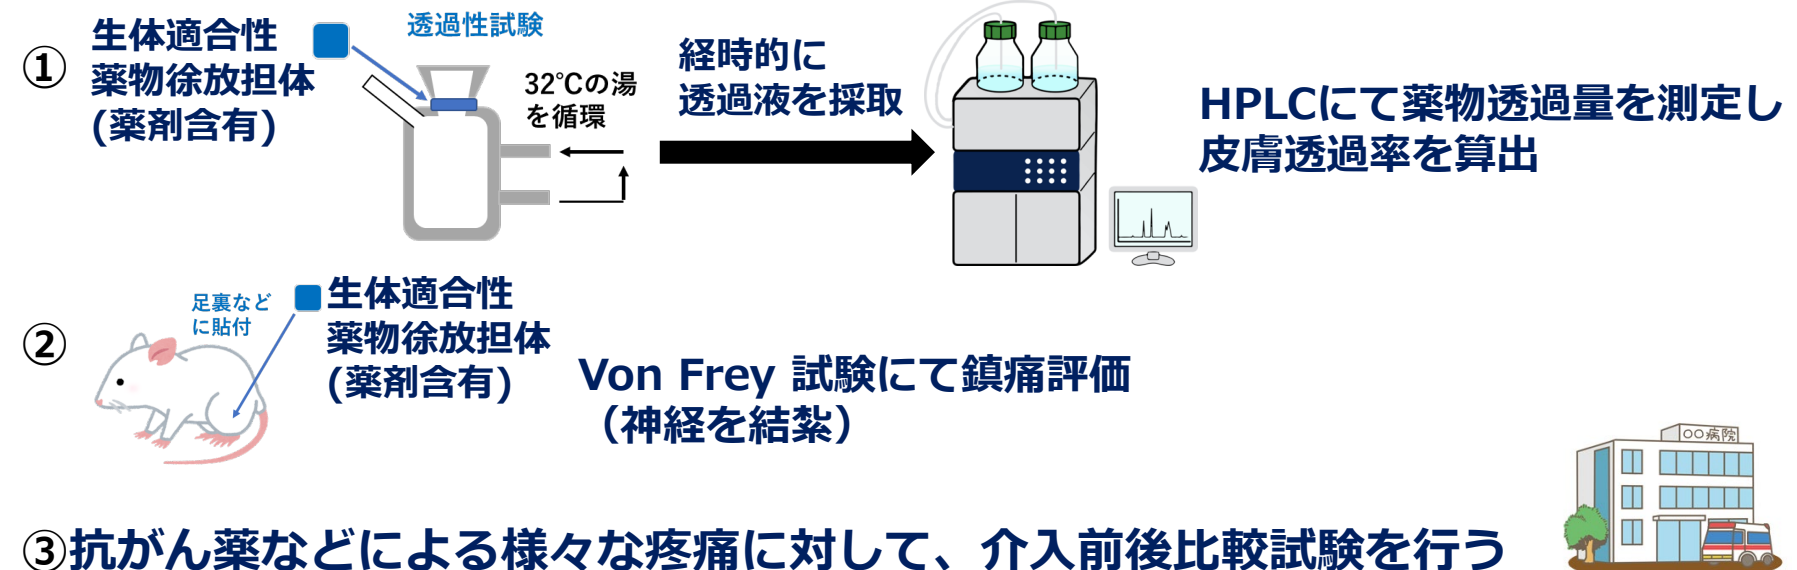 ①
生体適合性
薬物徐放担体
(薬剤含有)
透過性試験
32℃の湯
を循環
経時的に
透過液を採取
HPLCにて薬物透過量を測定し
皮膚透過率を算出
②
足裏など
に貼付
生体適合性
薬物徐放担体
(薬剤含有)
Von Frey 試験にて鎮痛評価
（神経を結紮）
○○病院
③抗がん薬などによる様々な疼痛に対して、介入前後比較試験を行う